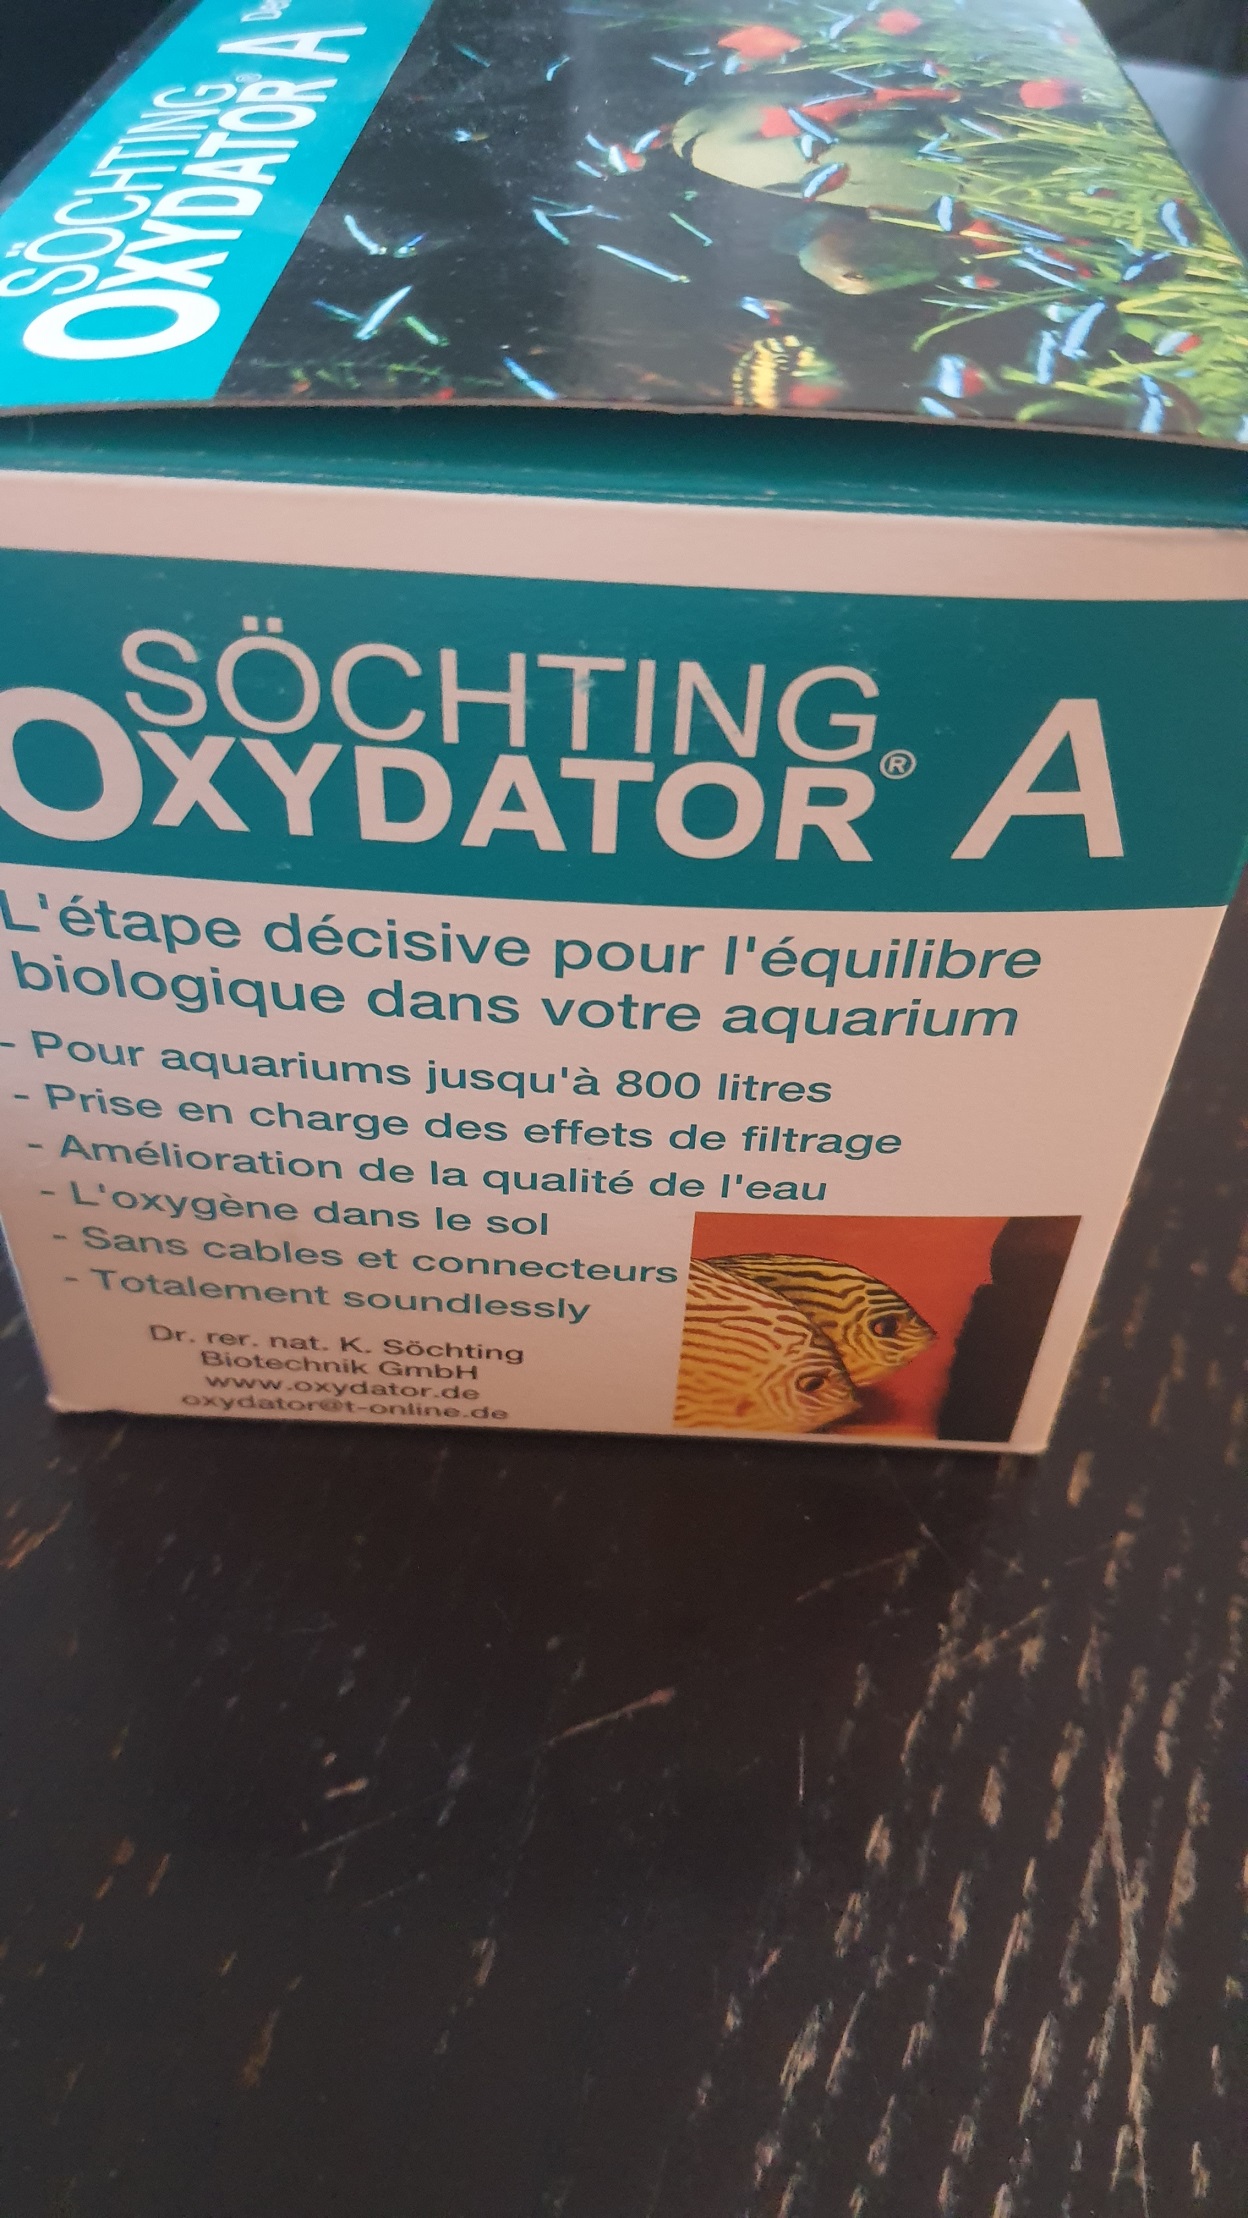 SÖCHTING
OXYDATOR® A
SÖCHTING
OXYDATOR® A
L'étape décisive pour l'équilibre
biologique dans votre aquarium
- Pour aquariums jusqu'à 800 litres
- Prise en charge des effets de filtrage
- Amélioration de la qualité de l'eau
- L'oxygène dans le sol
- Sans cables et connecteurs
- Totalement soundlessly
Dr. rer. nat. K. Söchting
Biotechnik GmbH
www.oxydator.de
oxydator@t-online.de